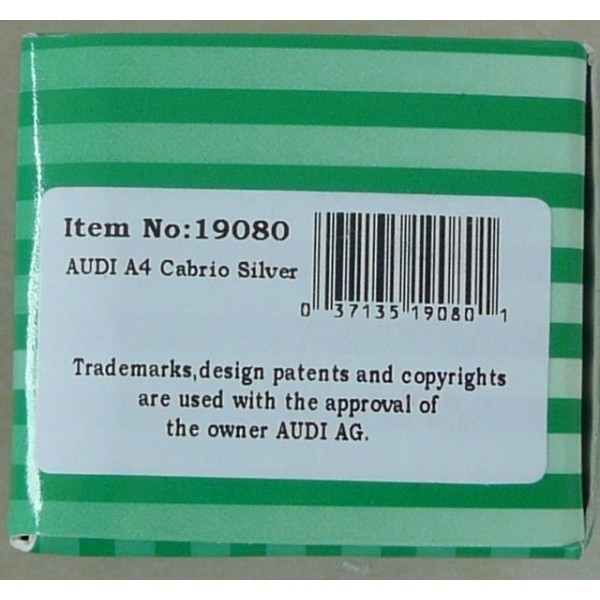 Item No:19080
AUDI A4 Cabrio Silver
0 37135 19080 1
Trademarks,design patents and copyrights
are used with the approval of
the owner AUDI AG.